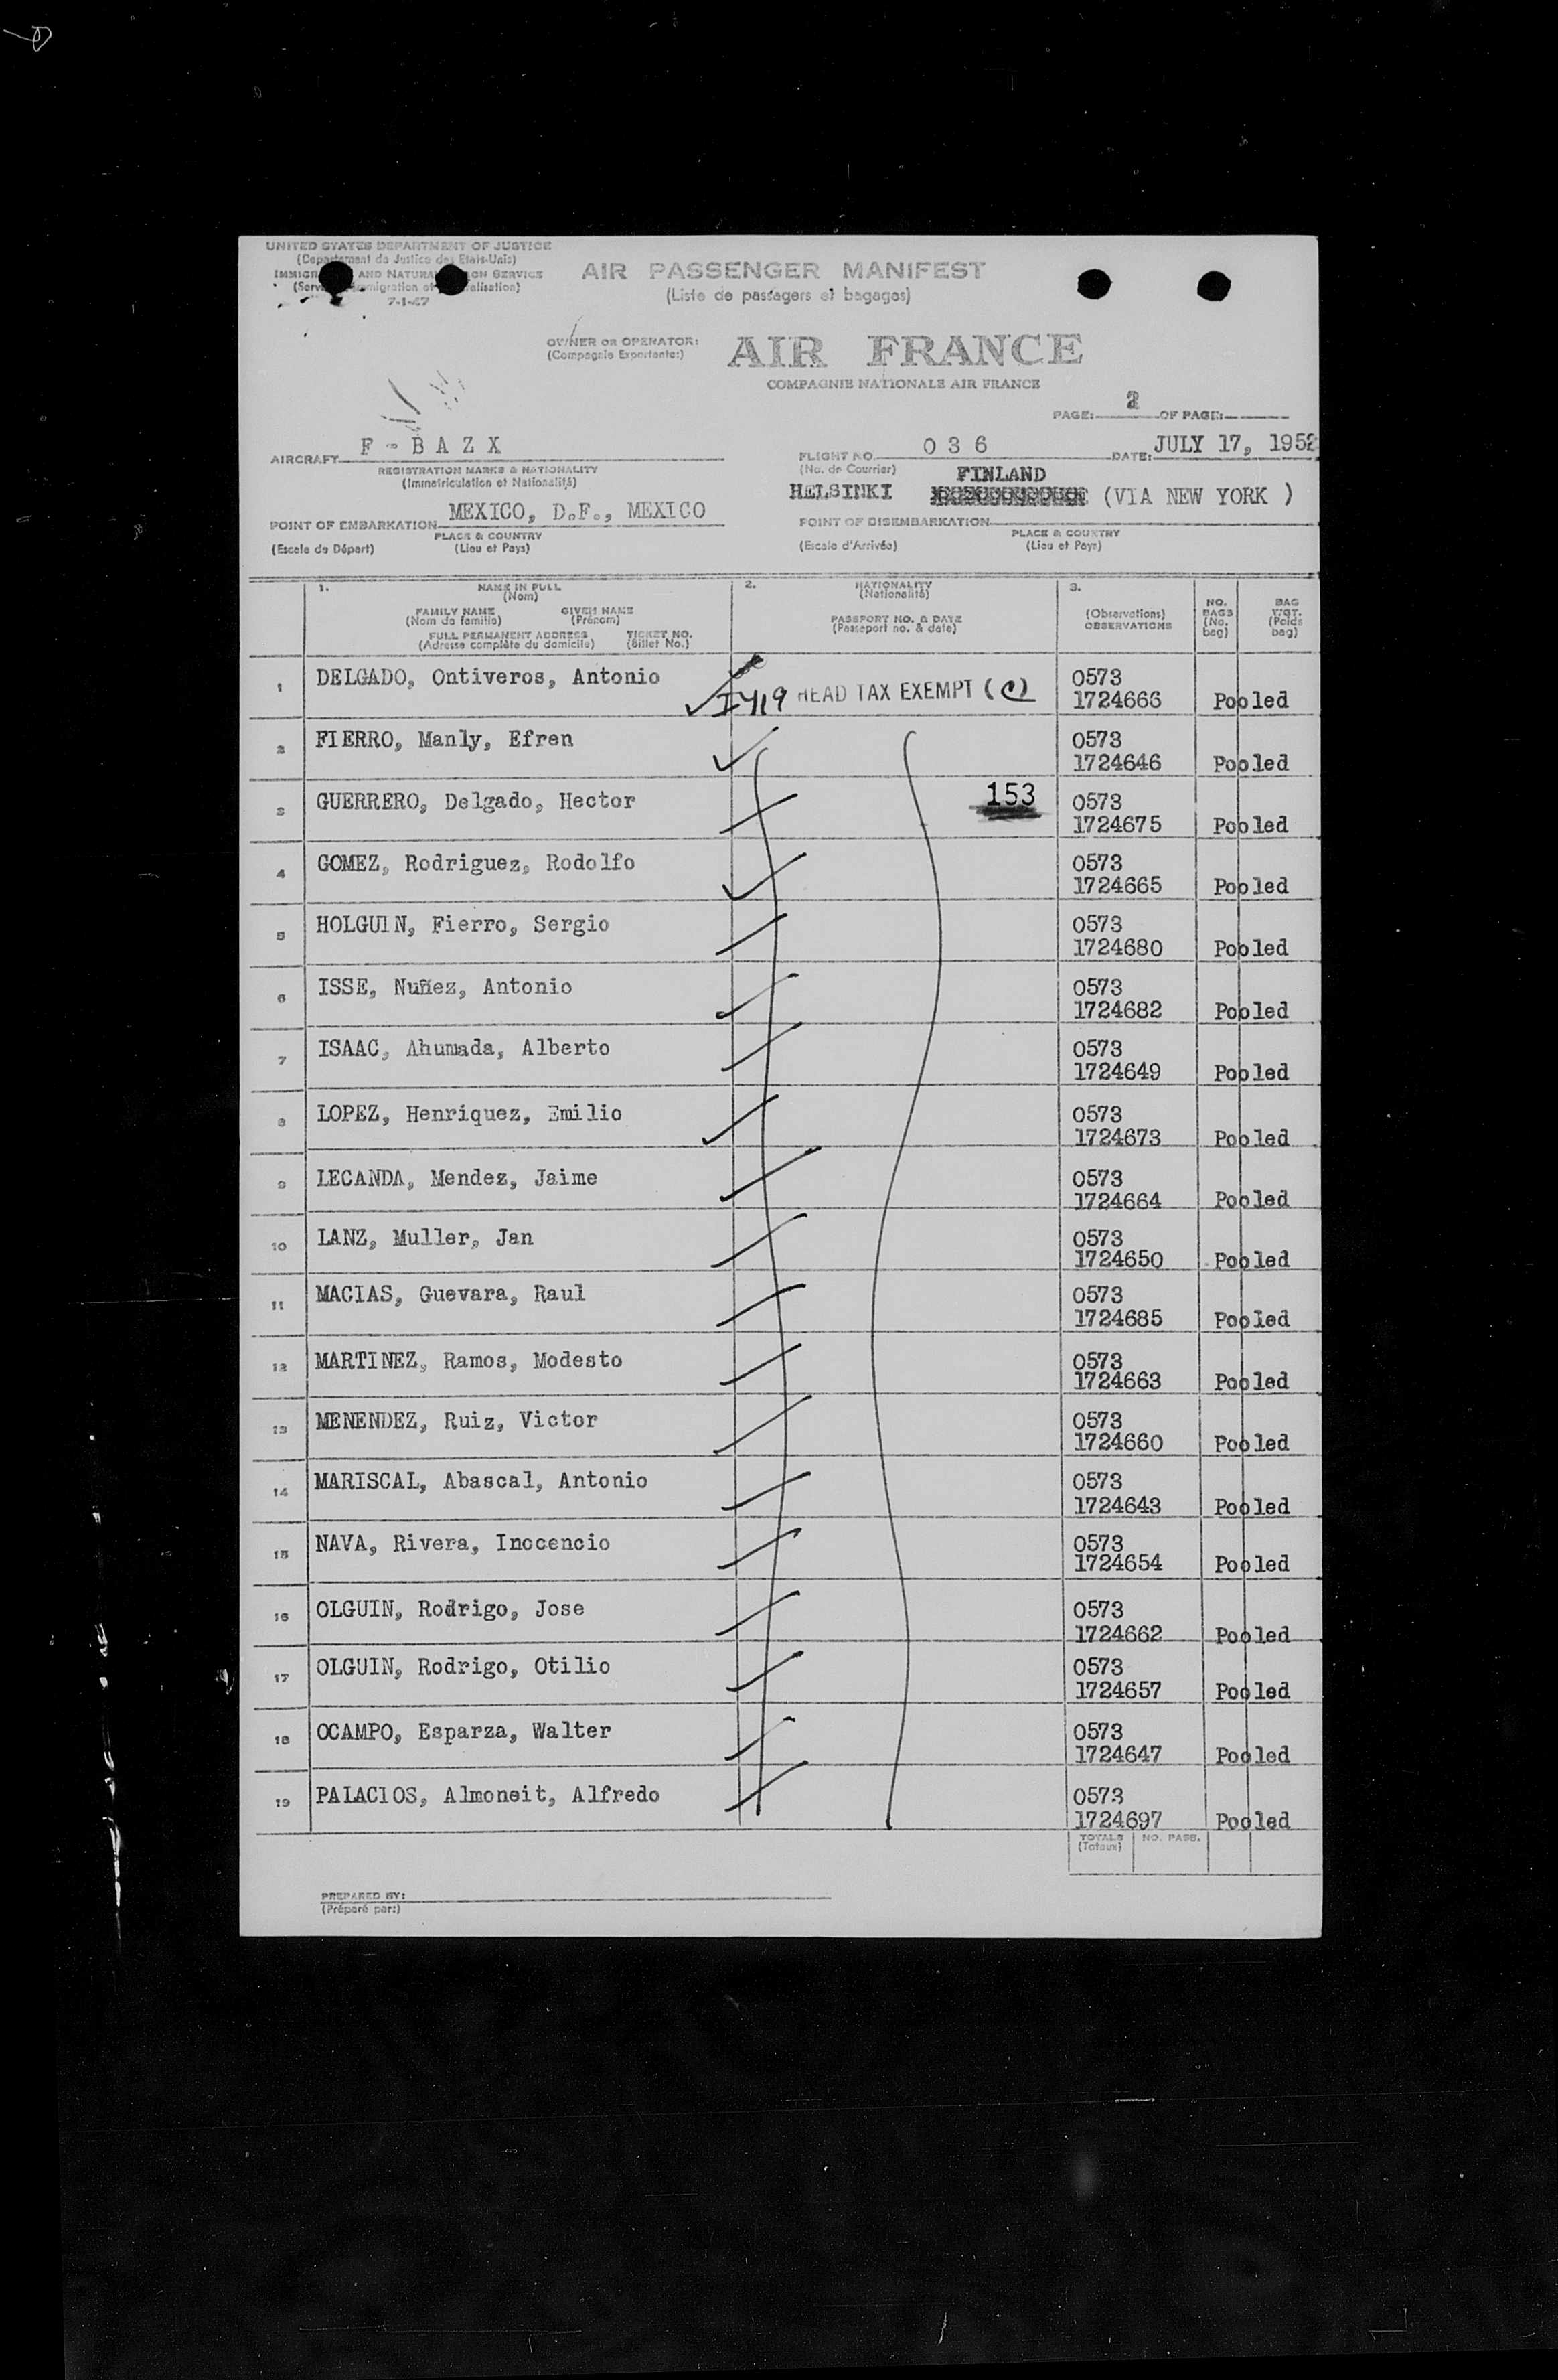 UNITED STATES DEPARTMENT OF JUSTICE
(Departement de Justice des Etats-Unis)
7-1-47
AIR PASSENGER MANIFEST
(Liste de passagers et bagages)
OWNER OR OPERATOR:
(Compagnie Exportante:)
AIR FRANCE
COMPAGNIE NATIONALE AIR FRANCE
PAGE: 2 OF PAGE:
AIRCRAFT F - B A Z X
REGISTRATION MARKS & NATIONALITY
(Immatriculation et Nationalité)
FLIGHT NO. 0 3 6 DATE: JULY 17, 1952
(No. de Courrier)
FINLAND
HELSINKI (VIA NEW YORK )
POINT OF EMBARKATION MEXICO, D.F., MEXICO
PLACE & COUNTRY
(Escale de Départ) (Lieu et Pays)
POINT OF DISEMBARKATION
PLACE & COUNTRY
(Escale d'Arrivée) (Lieu et Pays)
1. NAME IN FULL
(Nom)
FAMILY NAME GIVEN NAME
(Nom de familie) (Prénom)
FULL PERMANENT ADDRESS TICKET NO.
(Adresse complète du domicile) (Billet No.)
2. NATIONALITY
(Nationalité)
PASSPORT NO. & DATE
(Passeport no. & date)
3.
(Observations)
OBSERVATIONS
NO. BAGS (No. bag)
BAG WGT. (Poids bag)
1 DELGADO, Ontiveros, Antonio 0573
I 419 HEAD TAX EXEMPT (C) 1724666 Pooled
2 FIERRO, Manly, Efren 0573
1724646 Pooled
3 GUERRERO, Delgado, Hector 153 0573
1724675 Pooled
4 GOMEZ, Rodriguez, Rodolfo 0573
1724665 Pooled
5 HOLGUIN, Fierro, Sergio 0573
1724680 Pooled
6 ISSE, Nuñez, Antonio 0573
1724682 Pooled
7 ISAAC, Ahumada, Alberto 0573
1724649 Pooled
8 LOPEZ, Henriquez, Emilio 0573
1724673 Pooled
9 LECANDA, Mendez, Jaime 0573
1724664 Pooled
10 LANZ, Muller, Jan 0573
1724650 Pooled
11 MACIAS, Guevara, Raul 0573
1724685 Pooled
12 MARTINEZ, Ramos, Modesto 0573
1724663 Pooled
13 MENENDEZ, Ruiz, Victor 0573
1724660 Pooled
14 MARISCAL, Abascal, Antonio 0573
1724643 Pooled
15 NAVA, Rivera, Inocencio 0573
1724654 Pooled
16 OLGUIN, Rodrigo, Jose 0573
1724662 Pooled
17 OLGUIN, Rodrigo, Otilio 0573
1724657 Pooled
18 OCAMPO, Esparza, Walter 0573
1724647 Pooled
19 PALACIOS, Almoneit, Alfredo 0573
1724697 Pooled
TOTALS NO. PASS.
(Totaux)
PREPARED BY:
(Préparé par:)